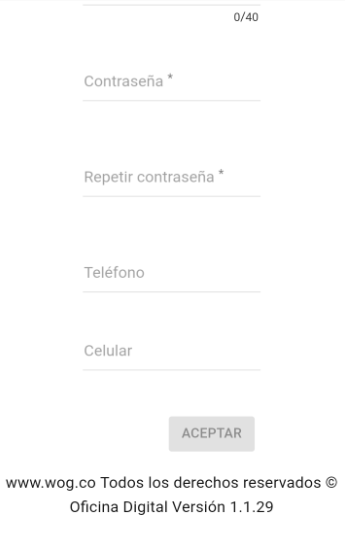 0/40
Contraseña *
Repetir contraseña *
Teléfono
Celular
ACEPTAR
www.wog.co Todos los derechos reservados ©
Oficina Digital Versión 1.1.29